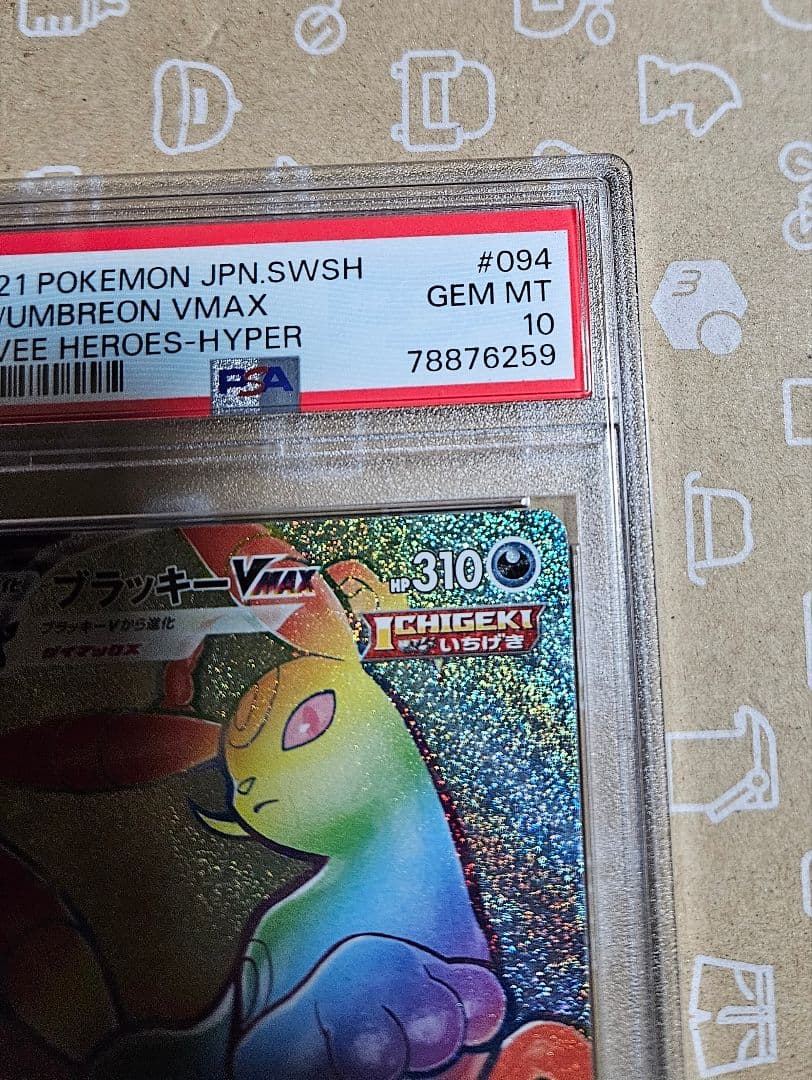 21 POKEMON JPN.SWSH #094
/UMBREON VMAX GEM MT
VEE HEROES-HYPER 10
78876259
PSA
化 ブラッキーVMAX HP310
ブラッキーVから進化
ダイマックス
ICHIGEKI
いちげき
3